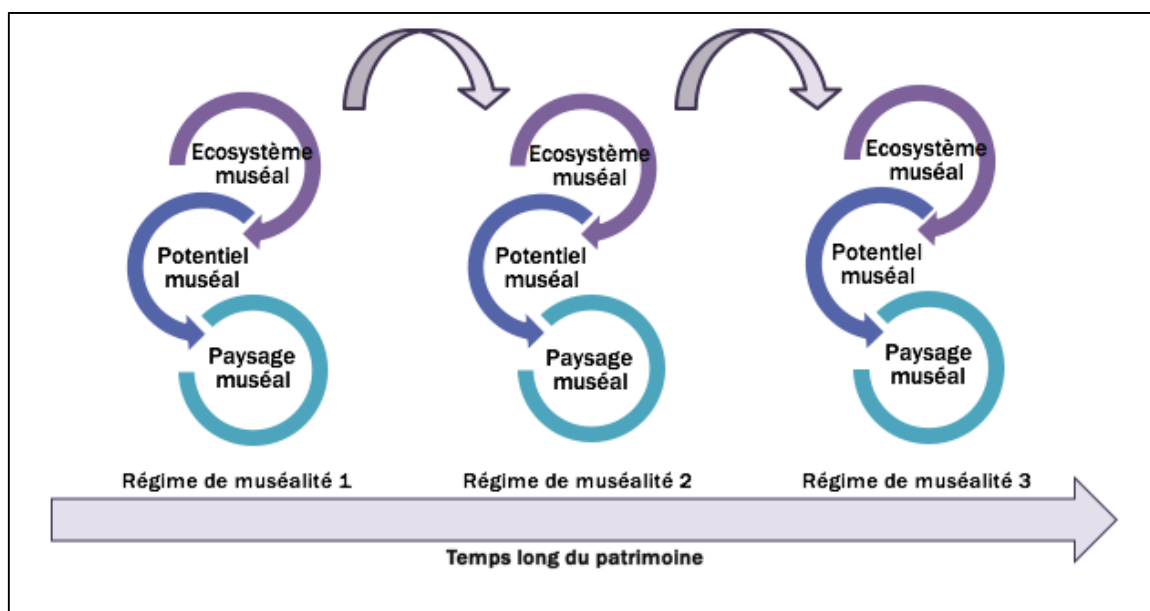 Ecosystème
muséal
Potentiel
muséal
Paysage
muséal
Régime de muséalité 1
Ecosystème
muséal
Potentiel
muséal
Paysage
muséal
Régime de muséalité 2
Ecosystème
muséal
Potentiel
muséal
Paysage
muséal
Régime de muséalité 3
Temps long du patrimoine